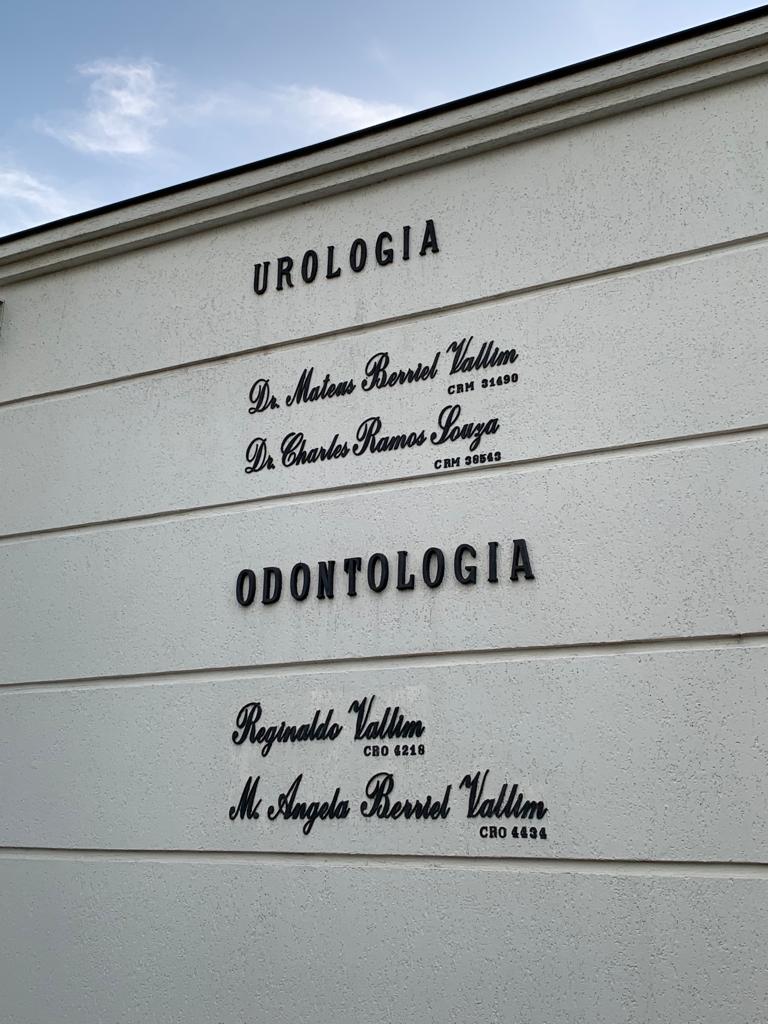 UROLOGIA
Dr. Mateus Berriel Vallim
CRM 31490
Dr. Charles Ramos Souza
CRM 38543
ODONTOLOGIA
Reginaldo Vallim
CRO 4218
M. Angela Berriel Vallim
CRO 4434